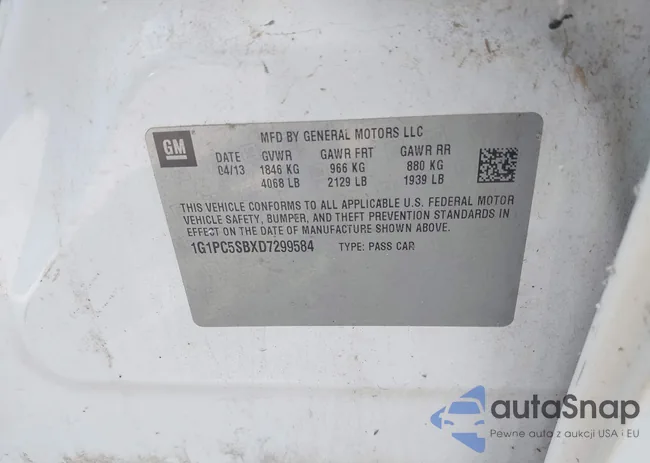 GM
MFD BY GENERAL MOTORS LLC
DATE GVWR GAWR FRT GAWR RR
04/13 1846 KG 966 KG 880 KG
4068 LB 2129 LB 1939 LB
THIS VEHICLE CONFORMS TO ALL APPLICABLE U.S. FEDERAL MOTOR
VEHICLE SAFETY, BUMPER, AND THEFT PREVENTION STANDARDS IN
EFFECT ON THE DATE OF MANUFACTURE SHOWN ABOVE.
1G1PC5SBXD7299584 TYPE: PASS CAR
autoSnap
Pewne auta z aukcji USA i EU